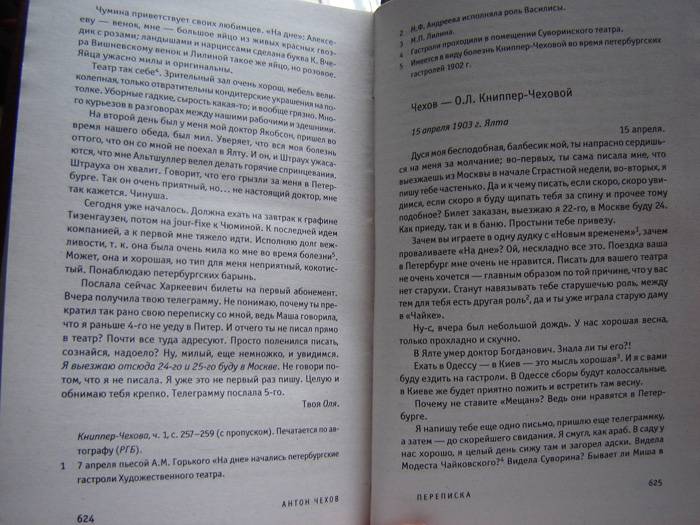 Чумина приветствует своих любимцев. «На дне»: Алексе-
еву — венок, мне — большое яйцо из живых красных гвоз-
дик с розами; ландышами и нарциссами сделана буква К. Вче-
ра Вишневскому венок и Лилиной такое же яйцо, но розовое.
Яйца ужасно милы и оригинальны.
Театр так себе⁴. Зрительный зал очень хорош, мебель вели-
колепная, только отвратительны кондитерские украшения на по-
толке. Уборные гадкие, сырость какая-то; и вообще грязно. Мно-
го курьезов в разговорах между нашими рабочими и здешними.
На второй день был у меня мой доктор Якобсон, пришел во
время нашего обеда, был мил. Уверяет, что вся моя болезнь
оттого, что он со мной не поехал в Ялту. И он, и Штраух ужаса-
ются, что мне Альтшуллер велел делать горячие спринцевания.
Штрауха он хвалит. Говорит, что его грызли за меня в Петер-
бурге. Так он очень приятный, но... — не настоящий доктор, мне
так кажется. Чинуша.
Сегодня уже началось. Должна ехать на завтрак к графине
Тизенгаузен, потом на jour-fixe к Чюминой. К последней идем
компанией, а к первой мне тяжело идти. Исполняю долг веж-
ливости, т. к. она была очень мила ко мне во время болезни⁵.
Может, она и хорошая, но тип для меня неприятный, кокотис-
тый. Понаблюдаю петербургских барынь.
Послала сейчас Харкеевич билеты на первый абонемент.
Вчера получила твою телеграмму. Не понимаю, почему ты пре-
кратил так рано свою переписку со мной, ведь Маша говорила,
что я раньше 4-го не уеду в Питер. И отчего ты не писал прямо
в театр? Почти все туда адресуют. Просто поленился писать,
сознайся, надоело? Ну, милый, еще немножко, и увидимся.
Я выезжаю отсюда 24-го и 25-го буду в Москве. Не говори по-
том, что я не писала. Я уже это не первый раз пишу. Целую и
обнимаю тебя крепко. Телеграмму послала 5-го.
Твоя Оля.
Книппер-Чехова, ч. 1, с. 257–259 (с пропуском). Печатается по ав-
тографу (РГБ).
1 7 апреля пьесой А.М. Горького «На дне» начались петербургские
гастроли Художественного театра.
624
АНТОН ЧЕХОВ
2 Н.Ф. Андреева исполняла роль Василисы.
3 М.П. Лилина.
4 Гастроли проходили в помещении Суворинского театра.
5 Имеется в виду болезнь Книппер-Чеховой во время петербургских
гастролей 1902 г.
Чехов — О.Л. Книппер-Чеховой
15 апреля 1903 г. Ялта
15 апреля.
Дуся моя бесподобная, балбесик мой, ты напрасно сердишь-
ся на меня за молчание; во-первых, ты сама писала мне, что
выезжаешь из Москвы в начале Страстной недели, во-вторых, я
пишу тебе частенько. Да и к чему писать, если скоро, скоро уви-
димся, если скоро я буду щипать тебя за спину и прочее тому
подобное? Билет заказан, выезжаю я 22-го, в Москве буду 24.
Как приеду, так и в баню. Простыни тебе привезу.
Зачем вы играете в одну дудку с «Новым временем»¹, зачем
проваливаете «На дне»? Ой, нескладно все это. Поездка ваша
в Петербург мне очень не нравится. Писать для вашего театра
не очень хочется — главным образом по той причине, что у вас
нет старухи. Станут навязывать тебе старушечью роль, между
тем для тебя есть другая роль², да и ты уже играла старую даму
в «Чайке».
Ну-с, вчера был небольшой дождь. У нас хорошая весна,
только прохладно и скучно.
В Ялте умер доктор Богданович. Знала ли ты его?!
Ехать в Одессу — в Киев — это мысль хорошая³. И я с вами
буду ездить на гастроли. В Одессе сборы будут колоссальные,
в Киеве же будет приятно пожить и встретить там весну.
Почему не ставите «Мещан»? Ведь они нравятся в Петер-
бурге.
Я напишу тебе еще одно письмо, пришлю еще телеграмму,
а затем — до скорейшего свидания. Я смугл, как араб. В саду у
нас хорошо, я целый день сижу там и загорел адски. Видела
Модеста Чайковского?⁴ Видела Суворина? Бывает ли Миша в
ПЕРЕПИСКА
625